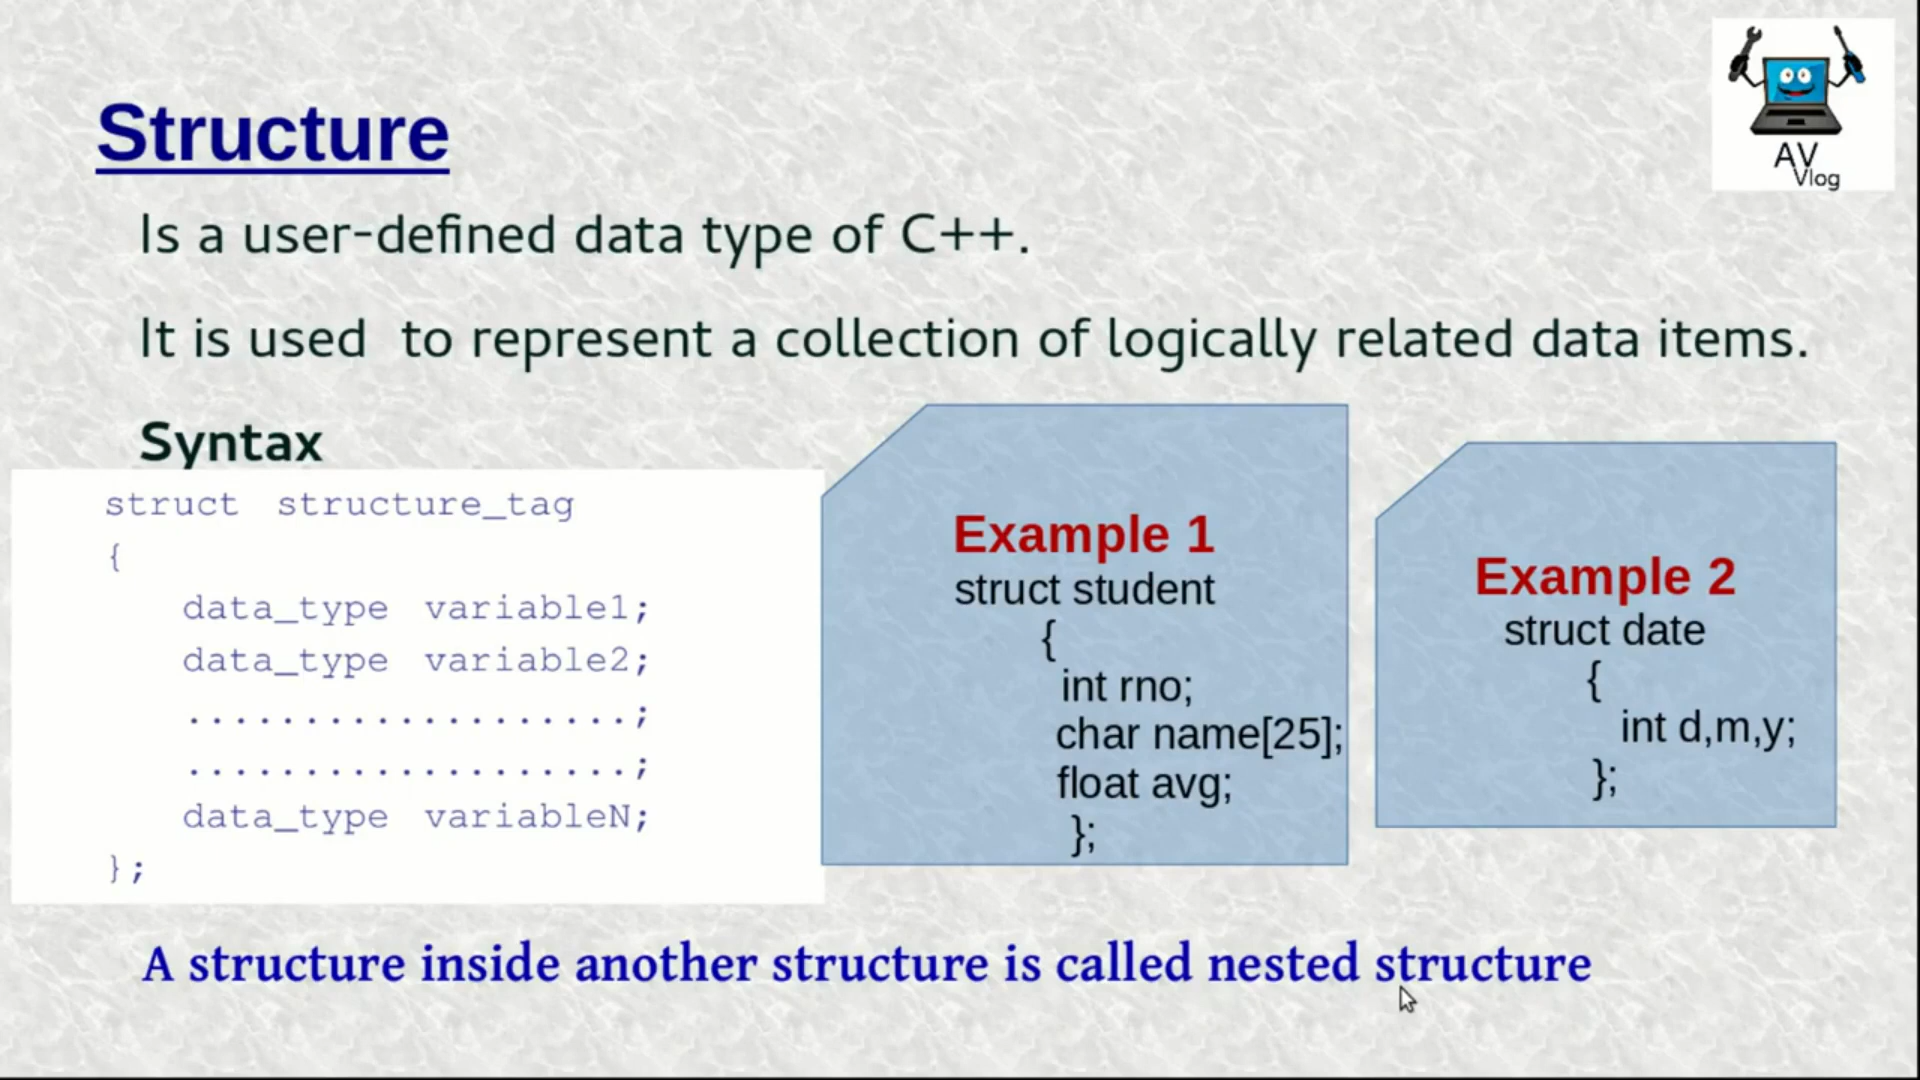 AV
Vlog
Structure
Is a user-defined data type of C++.
It is used to represent a collection of logically related data items.
Syntax
struct structure_tag
{
data_type variable1;
data_type variable2;
...................;
...................;
data_type variableN;
};
Example 1
struct student
{
int rno;
char name[25];
float avg;
};
Example 2
struct date
{
int d,m,y;
};
A structure inside another structure is called nested structure